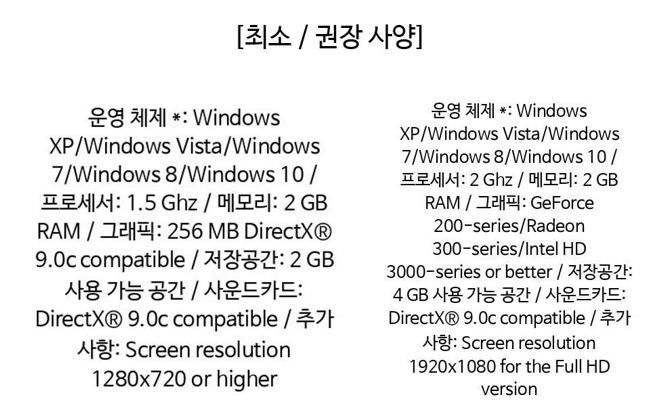 [최소 / 권장 사양]
운영 체제 *: Windows
XP/Windows Vista/Windows
7/Windows 8/Windows 10 /
프로세서: 1.5 Ghz / 메모리: 2 GB
RAM / 그래픽: 256 MB DirectX®
9.0c compatible / 저장공간: 2 GB
사용 가능 공간 / 사운드카드:
DirectX® 9.0c compatible / 추가
사항: Screen resolution
1280x720 or higher
운영 체제 *: Windows
XP/Windows Vista/Windows
7/Windows 8/Windows 10 /
프로세서: 2 Ghz / 메모리: 2 GB
RAM / 그래픽: GeForce
200-series/Radeon
300-series/Intel HD
3000-series or better / 저장공간:
4 GB 사용 가능 공간 / 사운드카드:
DirectX® 9.0c compatible / 추가
사항: Screen resolution
1920x1080 for the Full HD
version